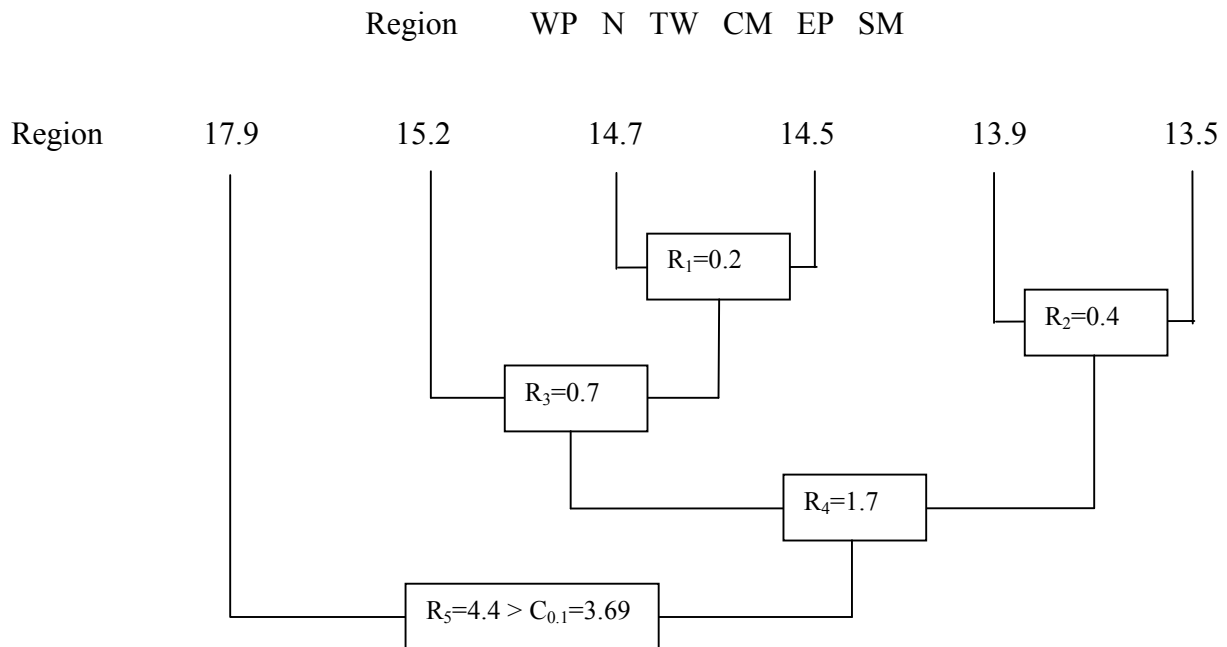 Region WP N TW CM EP SM
Region 17.9 15.2 14.7 14.5 13.9 13.5
R₁=0.2
R₂=0.4
R₃=0.7
R₄=1.7
R₅=4.4 > C₀.₁=3.69